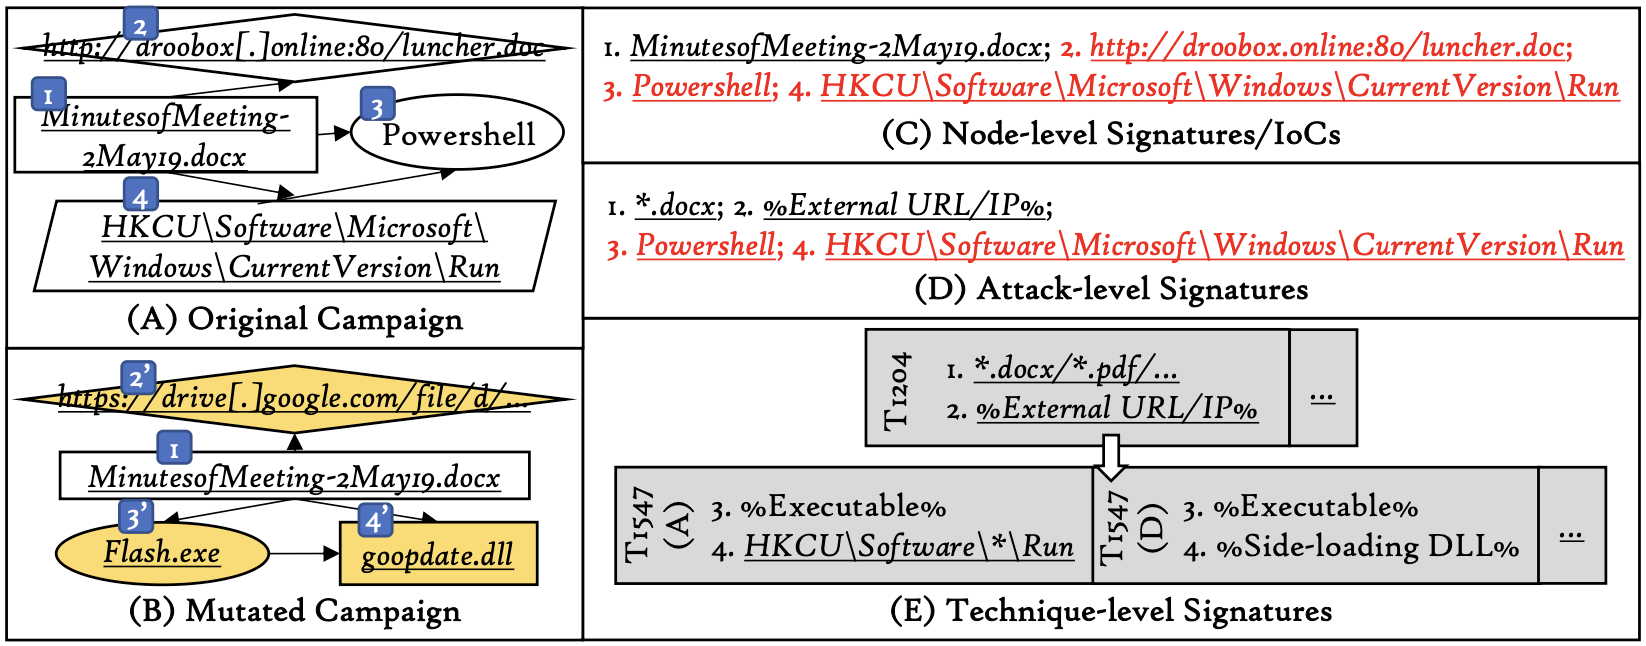 2
http://droobox[.]online:80/luncher.doc
1
MinutesofMeeting-
2May19.docx
3
Powershell
4
HKCU\Software\Microsoft\
Windows\CurrentVersion\Run
(A) Original Campaign
2'
https://drive[.]google.com/file/d/...
1
MinutesofMeeting-2May19.docx
3'
Flash.exe
4'
goopdate.dll
(B) Mutated Campaign
1. MinutesofMeeting-2May19.docx; 2. http://droobox.online:80/luncher.doc;
3. Powershell; 4. HKCU\Software\Microsoft\Windows\CurrentVersion\Run
(C) Node-level Signatures/IoCs
1. *.docx; 2. %External URL/IP%;
3. Powershell; 4. HKCU\Software\Microsoft\Windows\CurrentVersion\Run
(D) Attack-level Signatures
T1204
1. *.docx/*.pdf/...
2. %External URL/IP%
...
T1547
(A)
3. %Executable%
4. HKCU\Software\*\Run
T1547
(D)
3. %Executable%
4. %Side-loading DLL%
...
(E) Technique-level Signatures